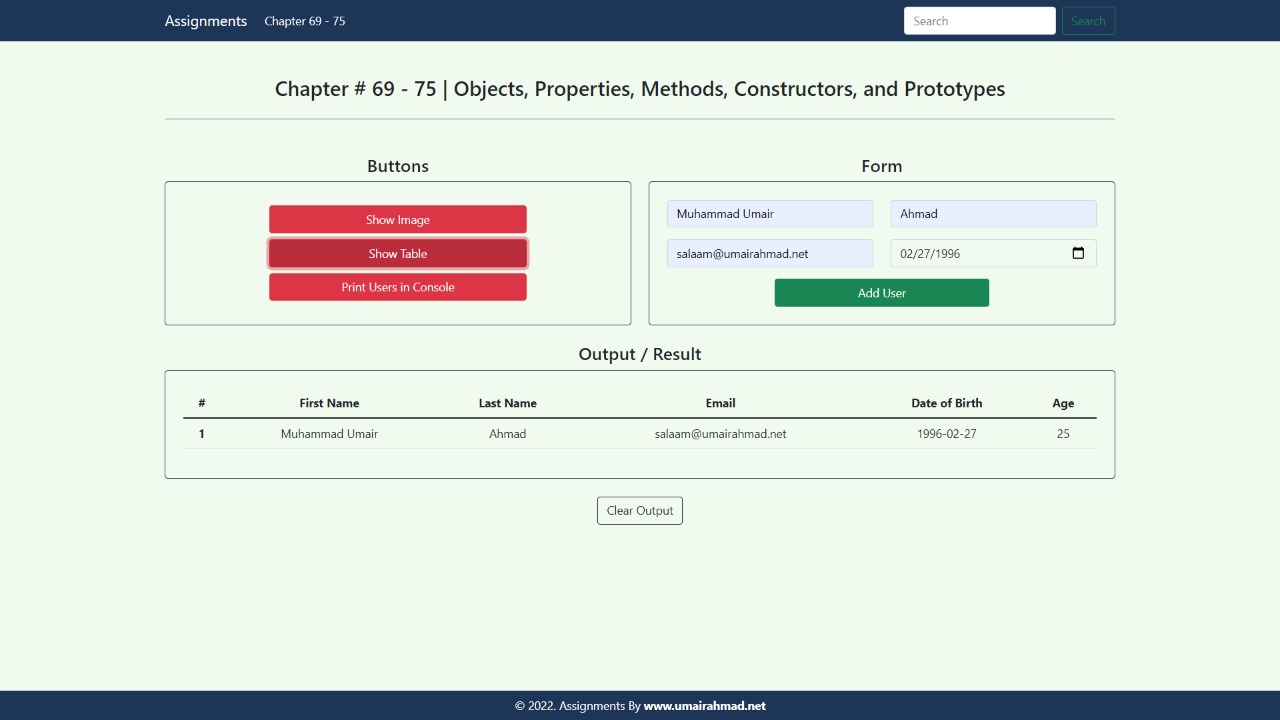 Assignments Chapter 69 - 75 Search Search
Chapter # 69 - 75 | Objects, Properties, Methods, Constructors, and Prototypes
Buttons
Show Image
Show Table
Print Users in Console
Form
Muhammad Umair Ahmad
salaam@umairahmad.net 02/27/1996
Add User
Output / Result
# First Name Last Name Email Date of Birth Age
1 Muhammad Umair Ahmad salaam@umairahmad.net 1996-02-27 25
Clear Output
© 2022. Assignments By www.umairahmad.net